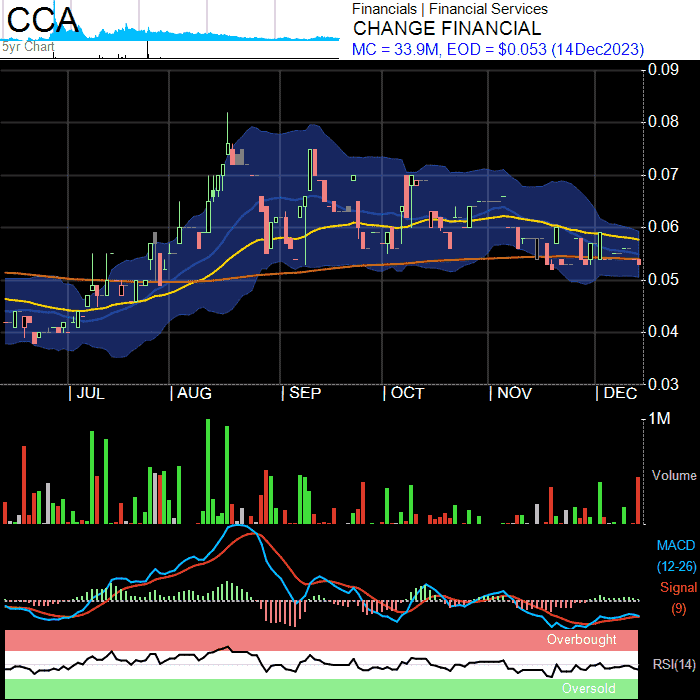 CCA
5yr Chart
Financials | Financial Services
CHANGE FINANCIAL
MC = 33.9M, EOD = $0.053 (14Dec2023)
0.09
0.08
0.07
0.06
0.05
0.04
0.03
| JUL | AUG | SEP | OCT | NOV | DEC
1M
Volume
MACD
(12-26)
Signal
(9)
Overbought
RSI(14)
Oversold